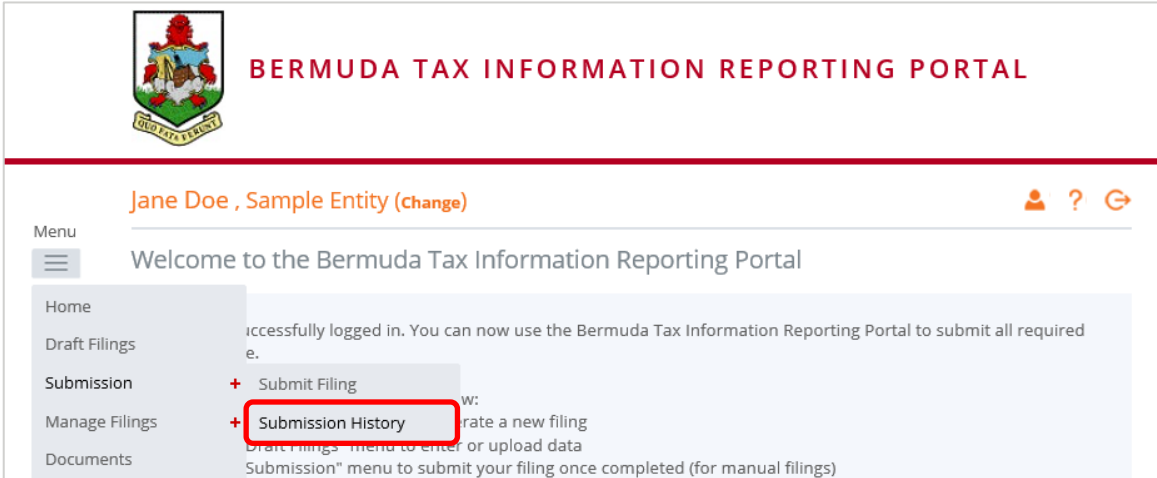 QUO FATA FERUNT
BERMUDA TAX INFORMATION REPORTING PORTAL
Jane Doe , Sample Entity (Change)
?
Menu
Welcome to the Bermuda Tax Information Reporting Portal
Home
Draft Filings
Submission +
Manage Filings +
Documents
Submit Filing
Submission History
uccessfully logged in. You can now use the Bermuda Tax Information Reporting Portal to submit all required
e.
w:
erate a new filing
Draft Filings" menu to enter or upload data
Submission" menu to submit your filing once completed (for manual filings)